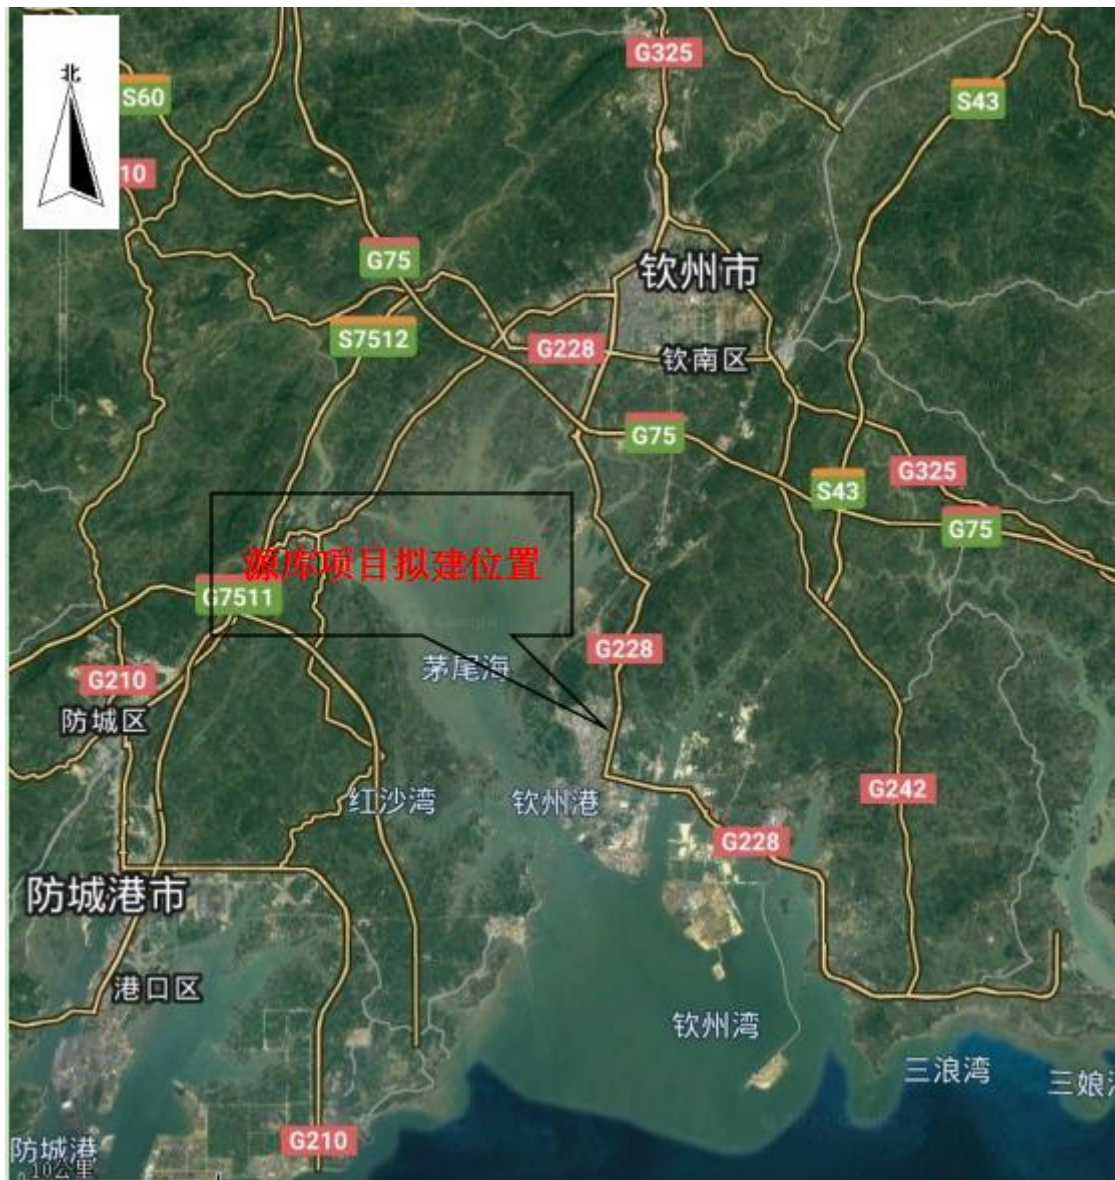 北
G325
S60
S43
10
G75
钦州市
S7512
G228
钦南区
G75
G325
S43
G75
源库项目拟建位置
G7511
G228
茅尾海
G210
防城区
红沙湾
钦州港
G242
G228
防城港市
港口区
钦州湾
三浪湾
三娘
G210
防城港
10公里